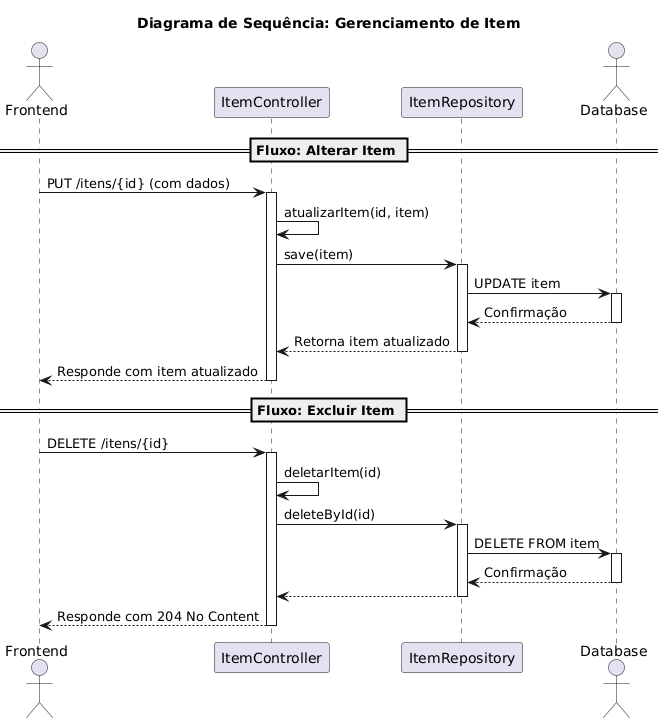 Diagrama de Sequência: Gerenciamento de Item
Frontend
ItemController
ItemRepository
Database
Fluxo: Alterar Item
PUT /itens/{id} (com dados)
atualizarItem(id, item)
save(item)
UPDATE item
Confirmação
Retorna item atualizado
Responde com item atualizado
Fluxo: Excluir Item
DELETE /itens/{id}
deletarItem(id)
deleteById(id)
DELETE FROM item
Confirmação
Responde com 204 No Content
Frontend
ItemController
ItemRepository
Database